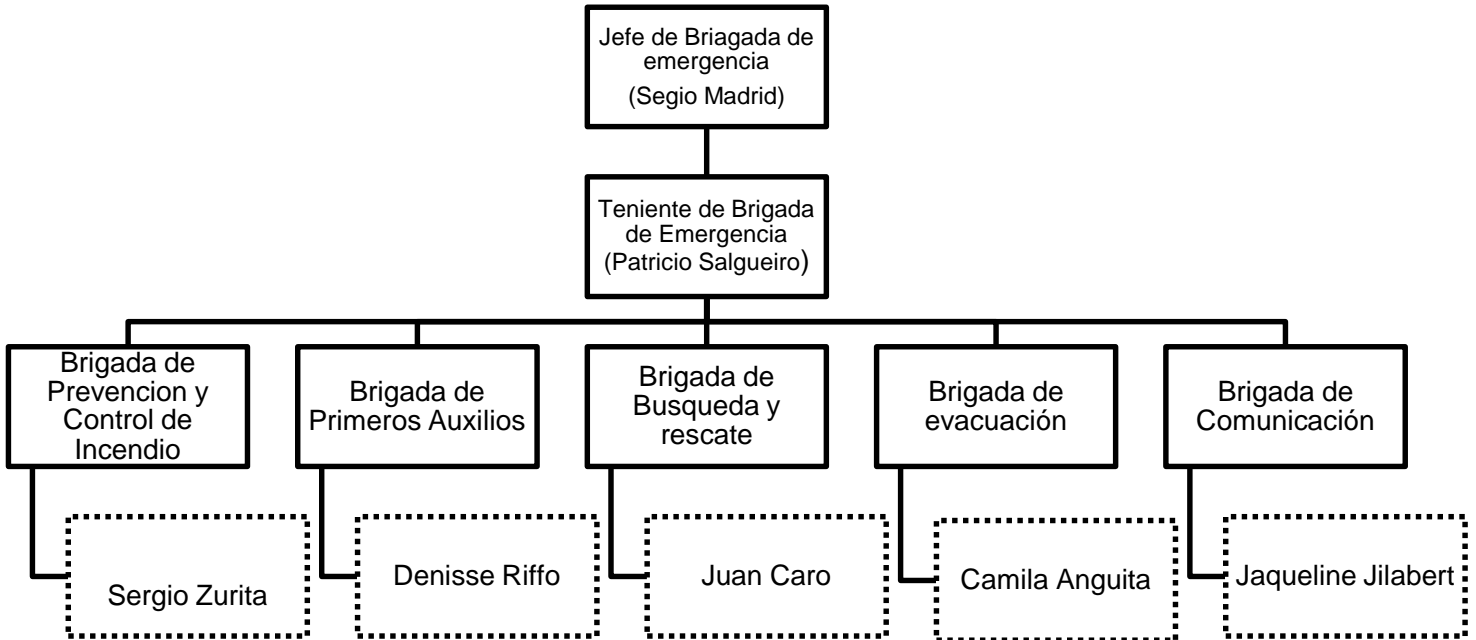 Jefe de Briagada de
emergencia
(Segio Madrid)
Teniente de Brigada
de Emergencia
(Patricio Salgueiro)
Brigada de
Prevencion y
Control de
Incendio
Brigada de
Primeros Auxilios
Brigada de
Busqueda y
rescate
Brigada de
evacuación
Brigada de
Comunicación
Sergio Zurita
Denisse Riffo
Juan Caro
Camila Anguita
Jaqueline Jilabert